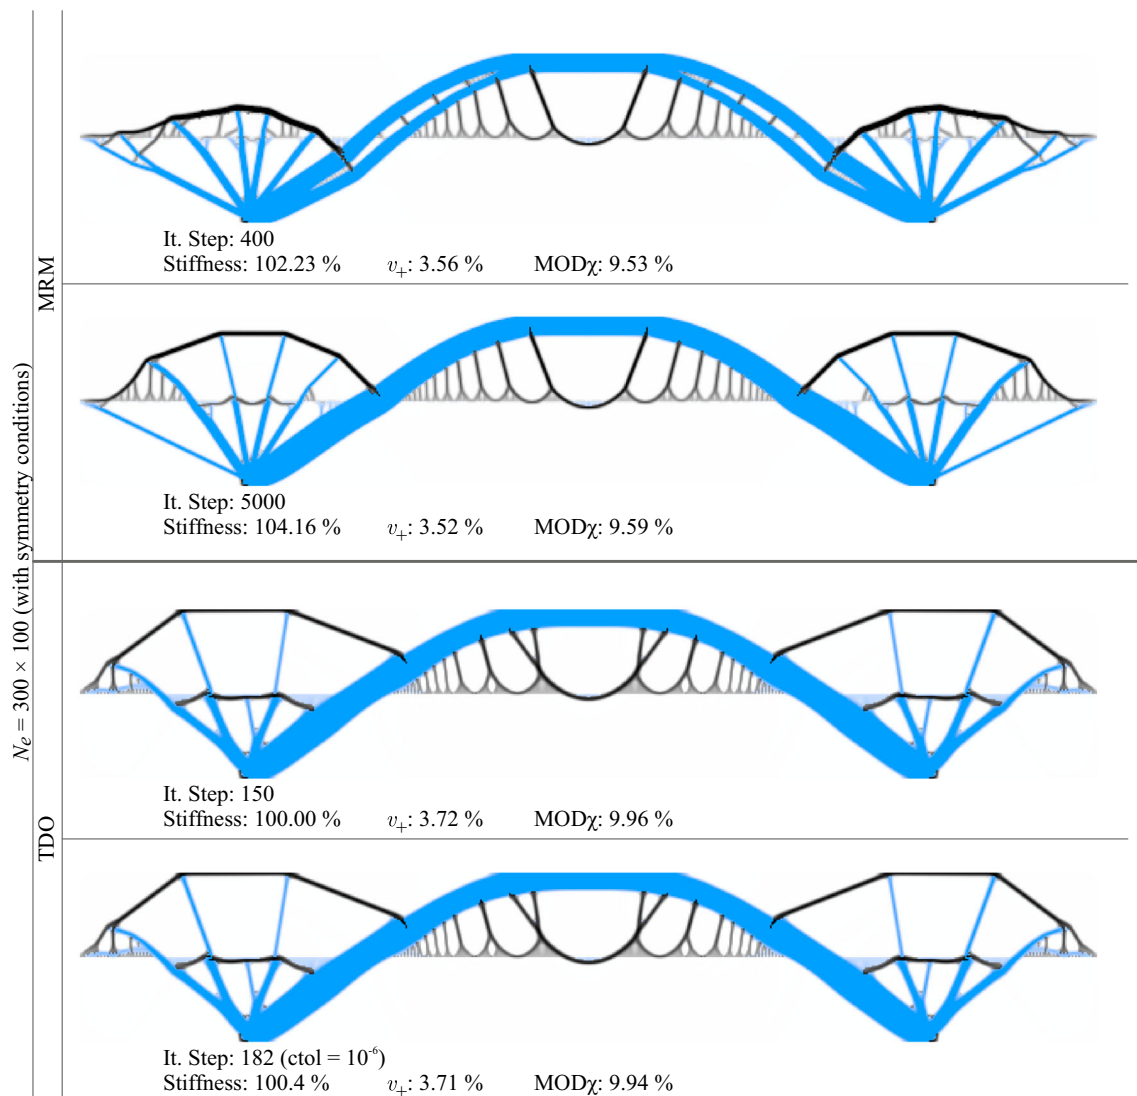 N_e = 300 × 100 (with symmetry conditions)
MRM
It. Step: 400
Stiffness: 102.23 % v₊: 3.56 % MODχ: 9.53 %
It. Step: 5000
Stiffness: 104.16 % v₊: 3.52 % MODχ: 9.59 %
TDO
It. Step: 150
Stiffness: 100.00 % v₊: 3.72 % MODχ: 9.96 %
It. Step: 182 (ctol = 10⁻⁶)
Stiffness: 100.4 % v₊: 3.71 % MODχ: 9.94 %